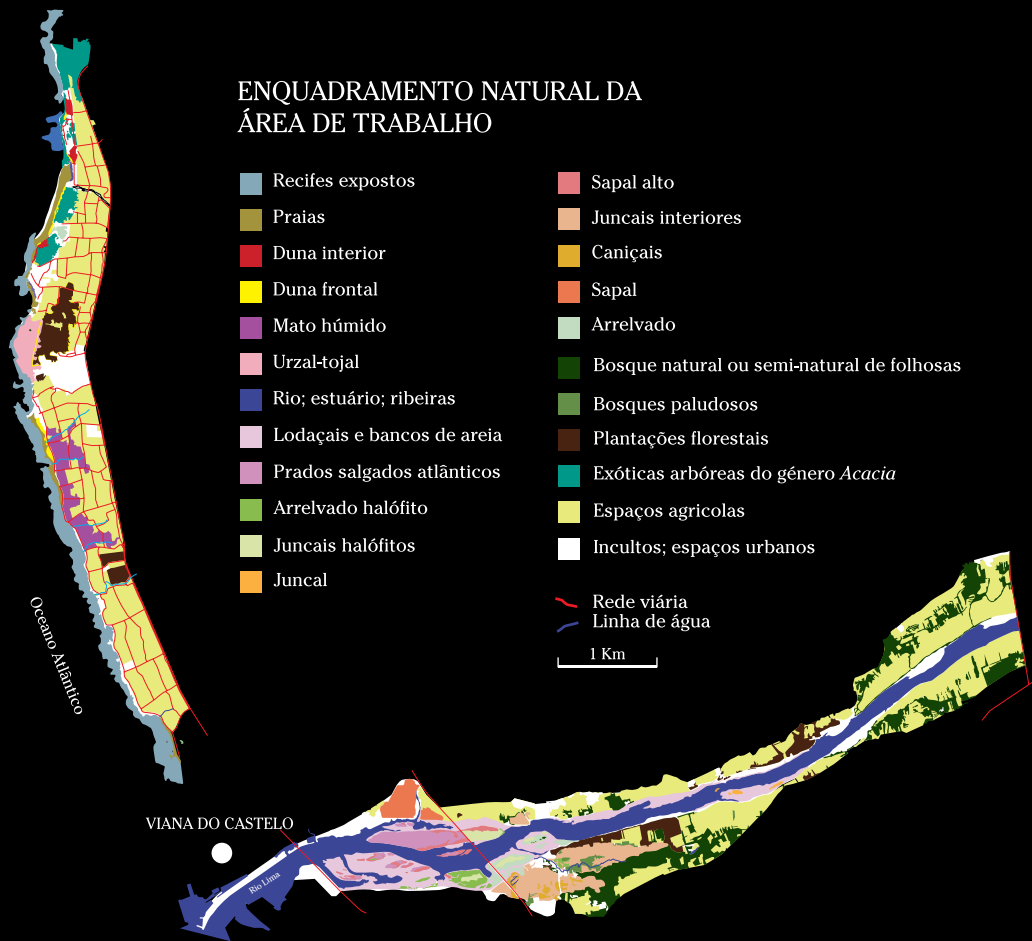 ENQUADRAMENTO NATURAL DA
ÁREA DE TRABALHO
Recifes expostos
Praias
Duna interior
Duna frontal
Mato húmido
Urzal-tojal
Rio; estuário; ribeiras
Lodaçais e bancos de areia
Prados salgados atlânticos
Arrelvado halófito
Juncais halófitos
Juncal
Sapal alto
Juncais interiores
Caniçais
Sapal
Arrelvado
Bosque natural ou semi-natural de folhosas
Bosques paludosos
Plantações florestais
Exóticas arbóreas do género Acacia
Espaços agricolas
Incultos; espaços urbanos
Rede viária
Linha de água
1 Km
Oceano Atlântico
VIANA DO CASTELO
Rio Lima